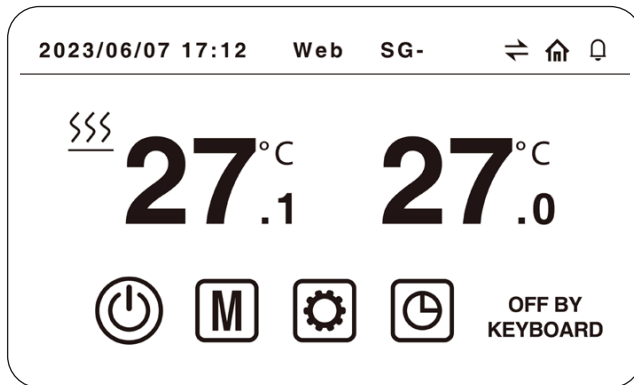 2023/06/07 17:12 Web SG-
27.1°C 27.0°C
M
OFF BY
KEYBOARD